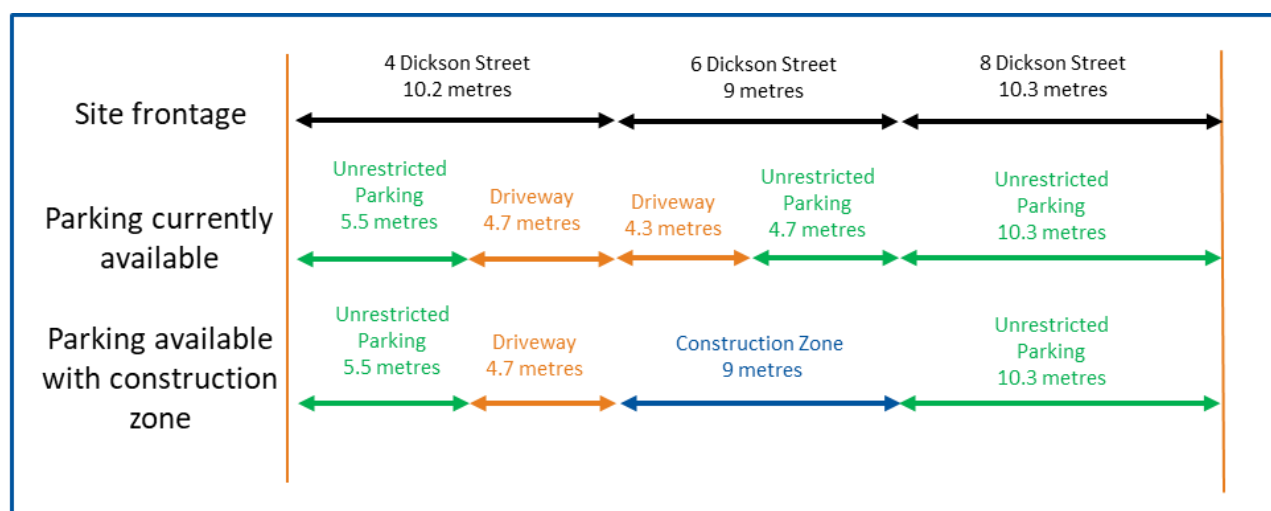 4 Dickson Street
10.2 metres
6 Dickson Street
9 metres
8 Dickson Street
10.3 metres
Site frontage
Unrestricted
Parking
5.5 metres
Driveway
4.7 metres
Driveway
4.3 metres
Unrestricted
Parking
4.7 metres
Unrestricted
Parking
10.3 metres
Parking currently
available
Unrestricted
Parking
5.5 metres
Driveway
4.7 metres
Construction Zone
9 metres
Unrestricted
Parking
10.3 metres
Parking available
with construction
zone